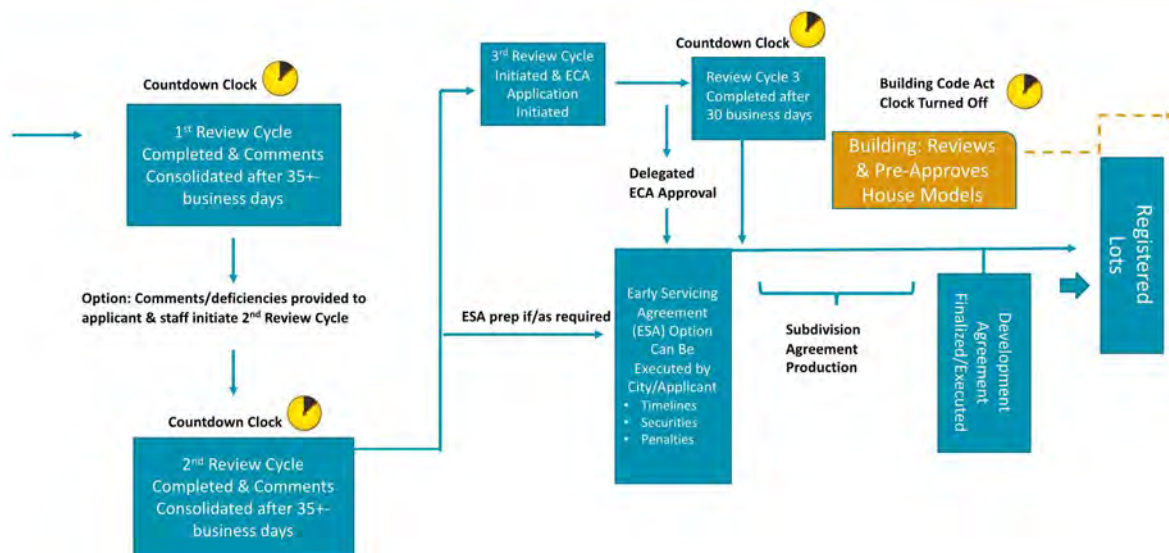 Countdown Clock
1st Review Cycle
Completed & Comments
Consolidated after 35+-
business days
Option: Comments/deficiencies provided to
applicant & staff initiate 2nd Review Cycle
Countdown Clock
2nd Review Cycle
Completed & Comments
Consolidated after 35+-
business days
3rd Review Cycle
Initiated & ECA
Application
Initiated
Countdown Clock
Review Cycle 3
Completed after
30 business days
Delegated
ECA Approval
ESA prep if/as required
Early Servicing
Agreement
(ESA) Option
Can Be
Executed by
City/Applicant
• Timelines
• Securities
• Penalties
Building Code Act
Clock Turned Off
Building: Reviews
& Pre-Approves
House Models
Subdivision
Agreement
Production
Development
Agreement
Finalized/Executed
Registered
Lots